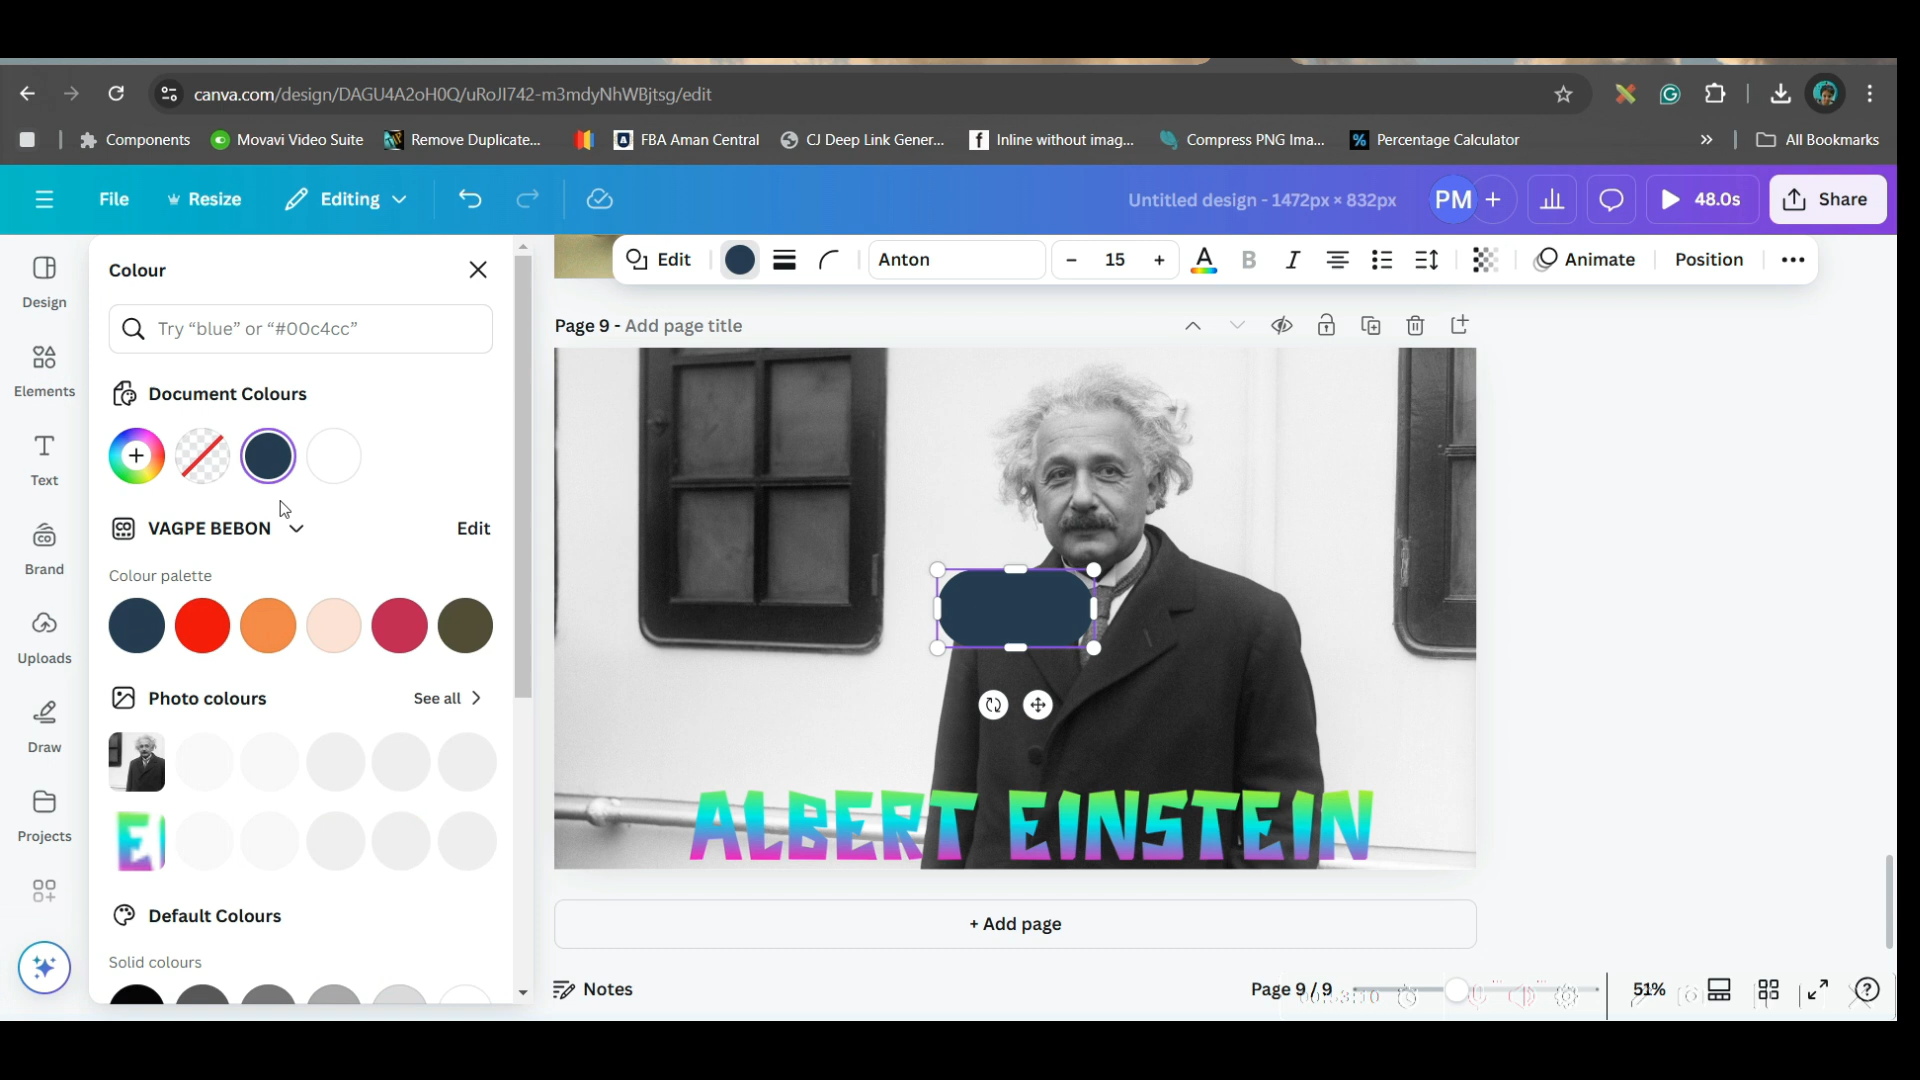 canva.com/design/DAGU4A2oH0Q/uRoJI742-m3mdyNhWBjtsg/edit
Components
Movavi Video Suite
Remove Duplicate...
FBA Aman Central
CJ Deep Link Gener...
Inline without imag...
Compress PNG Ima...
Percentage Calculator
All Bookmarks
File
Resize
Editing
Untitled design - 1472px × 832px
PM
48.0s
Share
Design
Elements
Text
Brand
Uploads
Draw
Projects
Colour
Try “blue” or “#00c4cc”
Document Colours
VAGPE BEBON
Edit
Colour palette
Photo colours
See all
Default Colours
Solid colours
Edit
Anton
– 15 +
A B I
Animate
Position
Page 9 - Add page title
ALBERT EINSTEIN
+ Add page
Notes
Page 9 / 9
51%